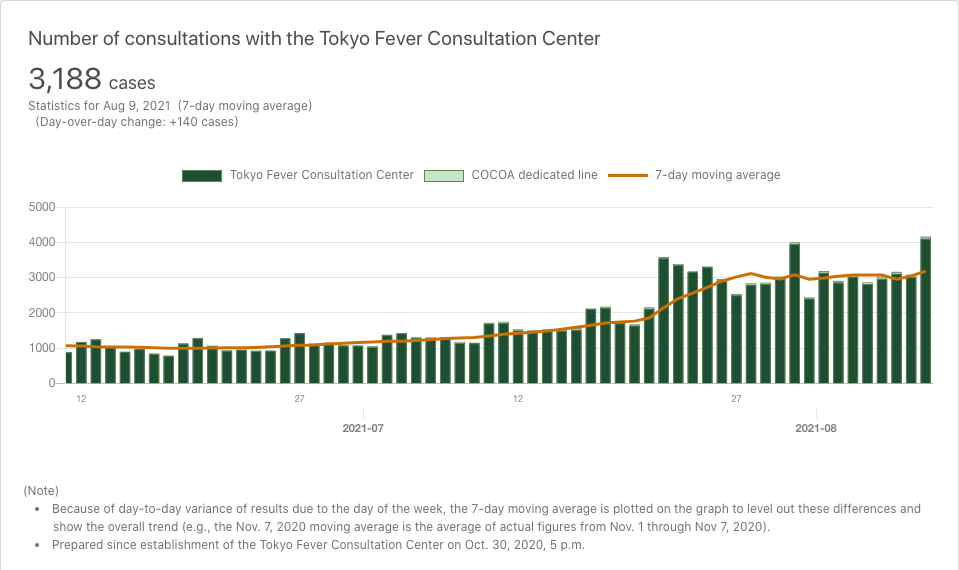 Number of consultations with the Tokyo Fever Consultation Center
3,188 cases
Statistics for Aug 9, 2021 (7-day moving average)
(Day-over-day change: +140 cases)
Tokyo Fever Consultation Center COCOA dedicated line 7-day moving average
5000
4000
3000
2000
1000
0
12 27 12 27
2021-07 2021-08
(Note)
• Because of day-to-day variance of results due to the day of the week, the 7-day moving average is plotted on the graph to level out these differences and
show the overall trend (e.g., the Nov. 7, 2020 moving average is the average of actual figures from Nov. 1 through Nov 7, 2020).
• Prepared since establishment of the Tokyo Fever Consultation Center on Oct. 30, 2020, 5 p.m.